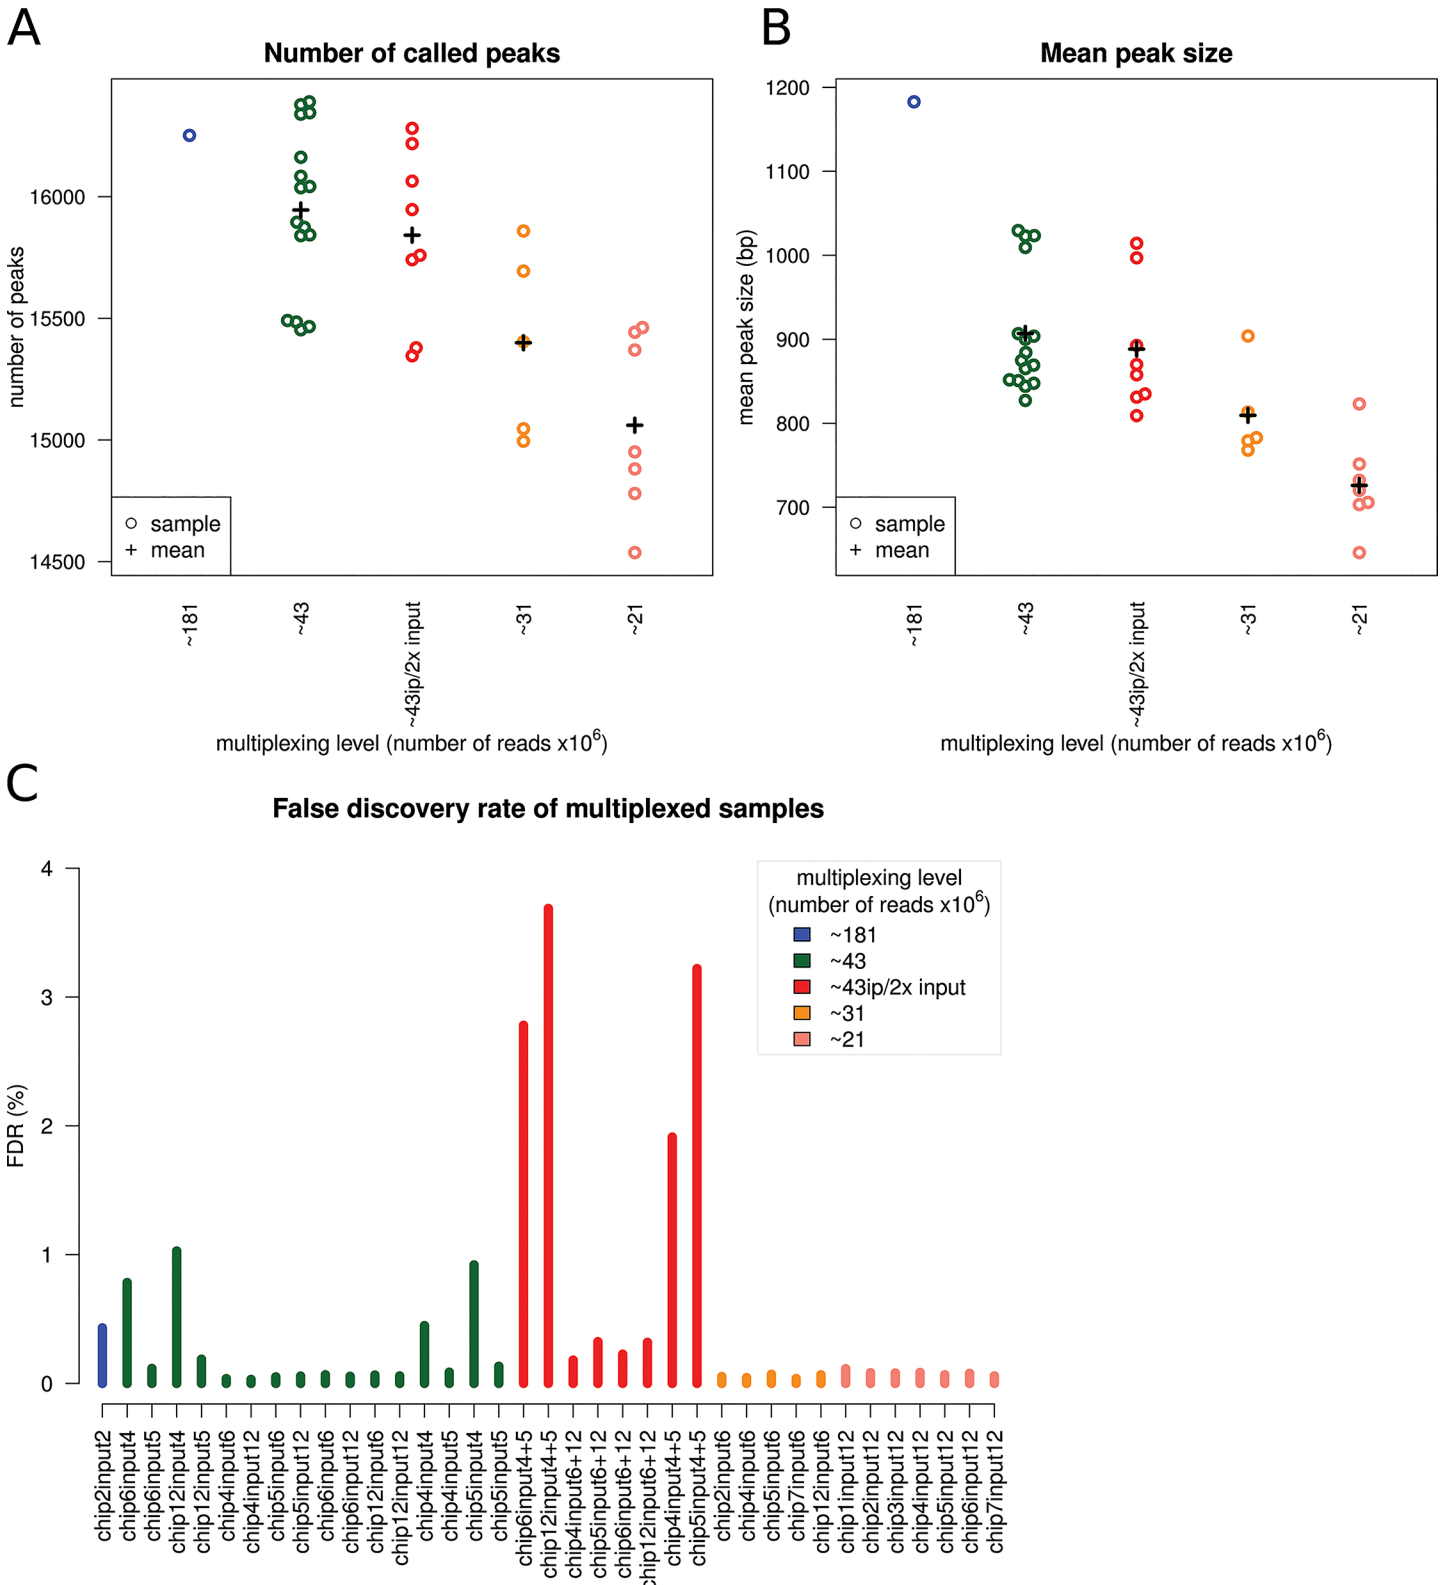 A
Number of called peaks
number of peaks
16000
15500
15000
14500
sample
mean
~181
~43
~43ip/2x input
~31
~21
multiplexing level (number of reads x10⁶)
B
Mean peak size
mean peak size (bp)
1200
1100
1000
900
800
700
sample
mean
~181
~43
~43ip/2x input
~31
~21
multiplexing level (number of reads x10⁶)
C
False discovery rate of multiplexed samples
FDR (%)
4
3
2
1
0
multiplexing level
(number of reads x10⁶)
~181
~43
~43ip/2x input
~31
~21
chip2input2
chip6input4
chip6input5
chip12input4
chip12input5
chip4input6
chip4input12
chip5input6
chip5input12
chip6input6
chip6input12
chip12input6
chip12input12
chip4input4
chip4input5
chip5input4
chip5input5
chip6input4+5
chip12input4+5
chip4input6+12
chip5input6+12
chip6input6+12
chip12input6+12
chip4input4+5
chip5input4+5
chip2input6
chip4input6
chip5input6
chip7input6
chip12input6
chip1input12
chip2input12
chip3input12
chip4input12
chip5input12
chip6input12
chip7input12